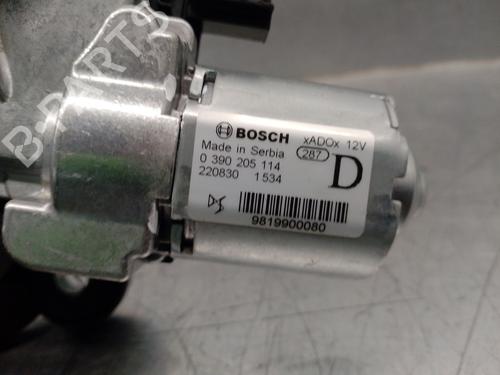 B-PARTS
BOSCH xADOx 12V
Made in Serbia 287
0 390 205 114 D
220830 1534
9819900080